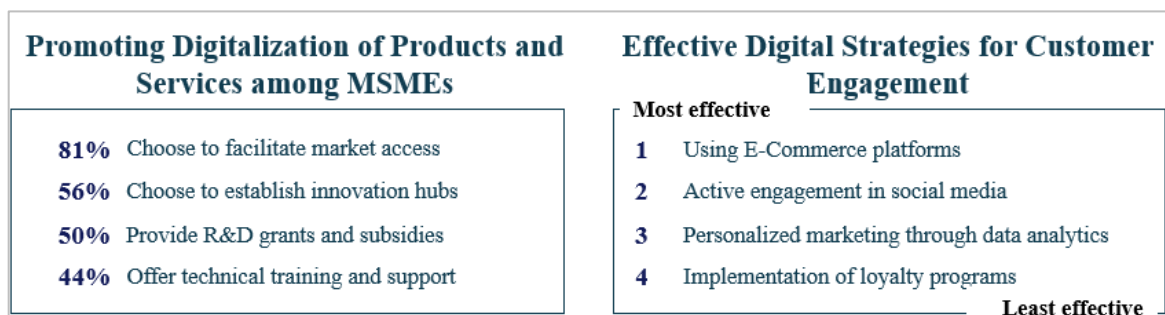 Promoting Digitalization of Products and
Services among MSMEs
81% Choose to facilitate market access
56% Choose to establish innovation hubs
50% Provide R&D grants and subsidies
44% Offer technical training and support
Effective Digital Strategies for Customer
Engagement
Most effective
1 Using E-Commerce platforms
2 Active engagement in social media
3 Personalized marketing through data analytics
4 Implementation of loyalty programs
Least effective